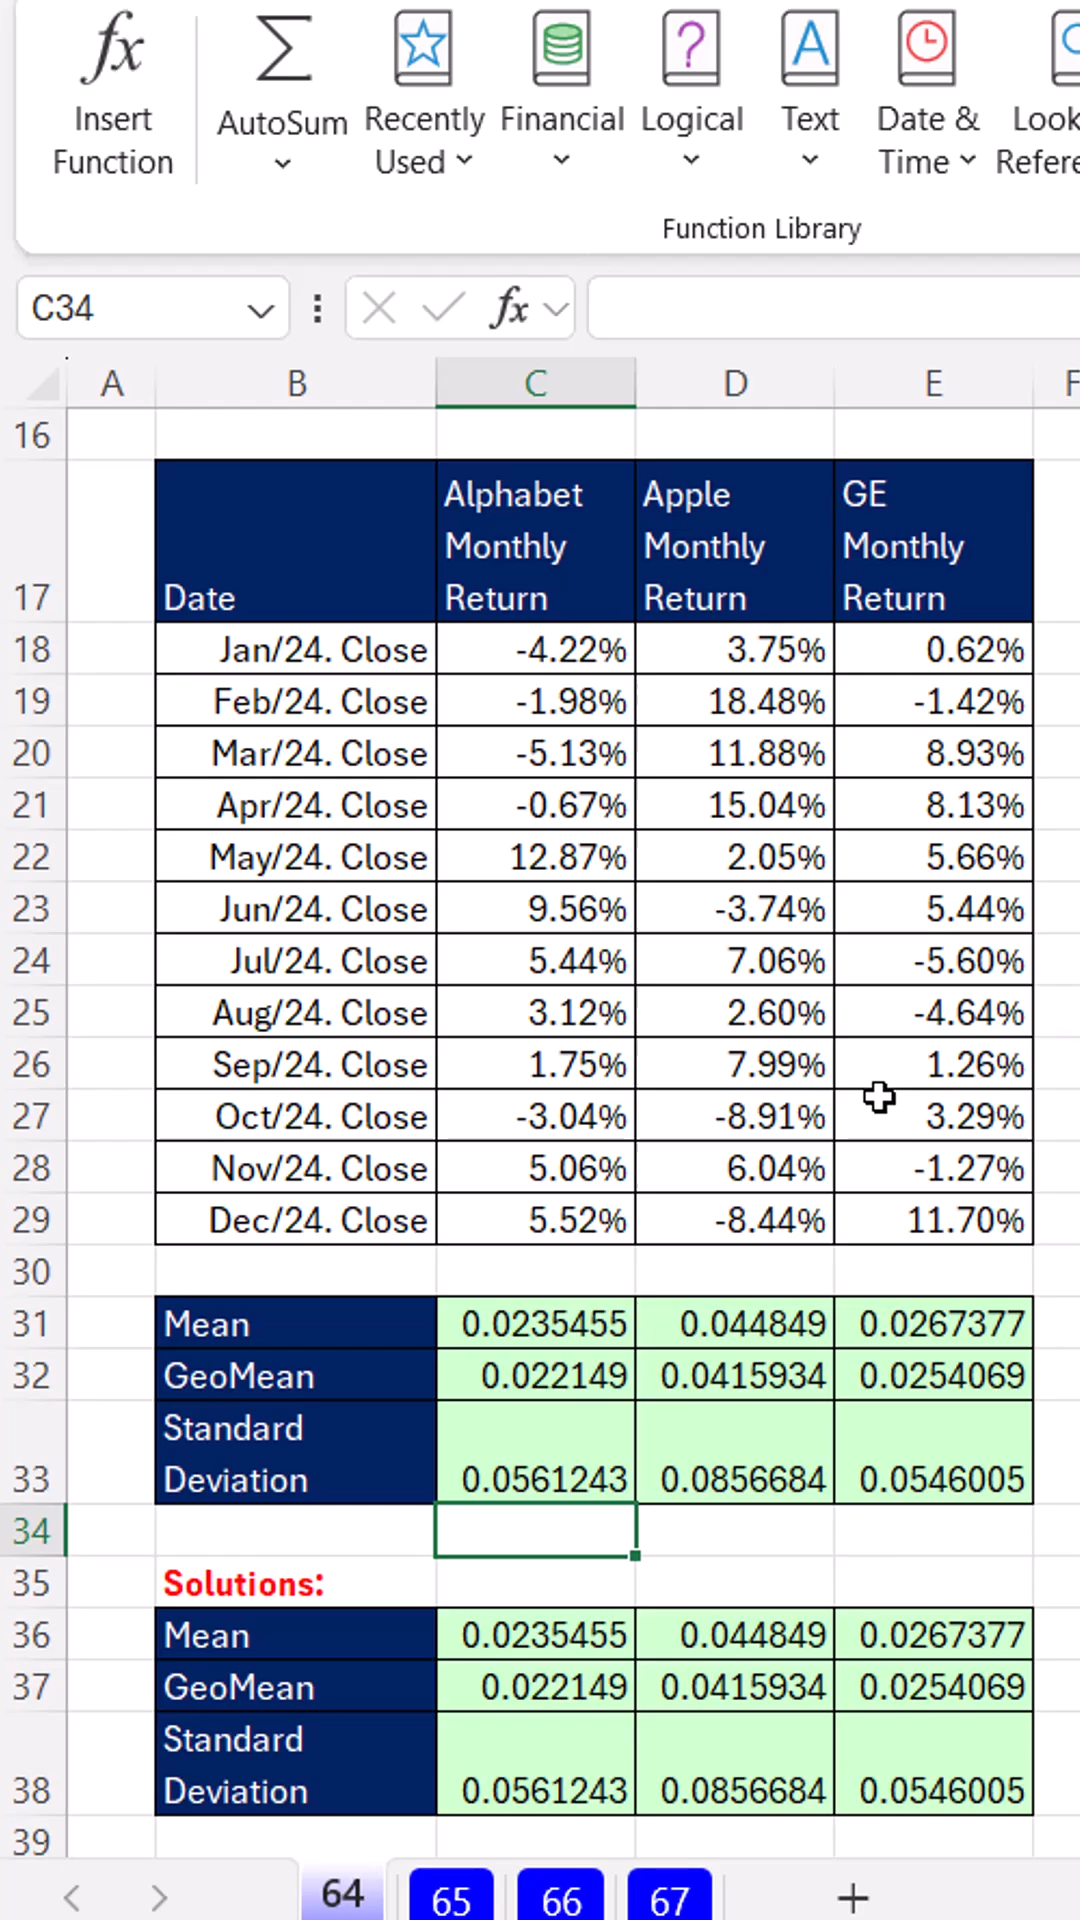 fx
Insert
Function
AutoSum
Recently
Used
Financial
Logical
Text
Date &
Time
Look
Refere
Function Library
C34
fx
A B C D E F
16
17 Date Alphabet Monthly Return Apple Monthly Return GE Monthly Return
18 Jan/24. Close -4.22% 3.75% 0.62%
19 Feb/24. Close -1.98% 18.48% -1.42%
20 Mar/24. Close -5.13% 11.88% 8.93%
21 Apr/24. Close -0.67% 15.04% 8.13%
22 May/24. Close 12.87% 2.05% 5.66%
23 Jun/24. Close 9.56% -3.74% 5.44%
24 Jul/24. Close 5.44% 7.06% -5.60%
25 Aug/24. Close 3.12% 2.60% -4.64%
26 Sep/24. Close 1.75% 7.99% 1.26%
27 Oct/24. Close -3.04% -8.91% 3.29%
28 Nov/24. Close 5.06% 6.04% -1.27%
29 Dec/24. Close 5.52% -8.44% 11.70%
30
31 Mean 0.0235455 0.044849 0.0267377
32 GeoMean 0.022149 0.0415934 0.0254069
33 Standard Deviation 0.0561243 0.0856684 0.0546005
34
35 Solutions:
36 Mean 0.0235455 0.044849 0.0267377
37 GeoMean 0.022149 0.0415934 0.0254069
38 Standard Deviation 0.0561243 0.0856684 0.0546005
39
64 65 66 67